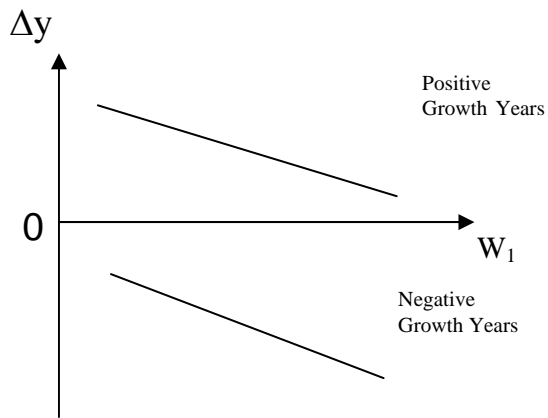 Δy
Positive
Growth Years
0
W₁
Negative
Growth Years